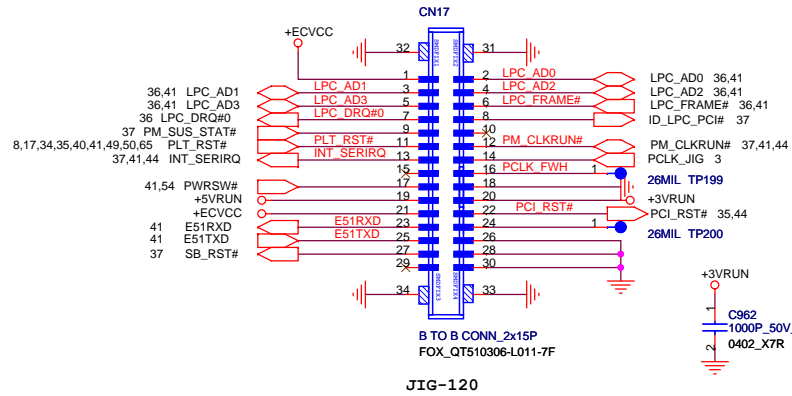 CN17
+ECVCC
32 SHDFIX1 SHDFIX2 31
1 2 LPC_AD0 LPC_AD0 36,41
36,41 LPC_AD1 LPC_AD1 3 4 LPC_AD2 LPC_AD2 36,41
36,41 LPC_AD3 LPC_AD3 5 6 LPC_FRAME# LPC_FRAME# 36,41
36 LPC_DRQ#0 LPC_DRQ#0 7 8 ID_LPC_PCI# 37
37 PM_SUS_STAT# 9 10
8,17,34,35,40,41,49,50,65 PLT_RST# PLT_RST# 11 12 PM_CLKRUN# PM_CLKRUN# 37,41,44
37,41,44 INT_SERIRQ INT_SERIRQ 13 14 PCLK_JIG 3
15 16 PCLK_FWH 1 26MIL TP199
41,54 PWRSW# 17 18
+5VRUN 19 20 +3VRUN
+ECVCC 21 22 PCI_RST# PCI_RST# 35,44
41 E51RXD E51RXD 23 24 1 26MIL TP200
41 E51TXD E51TXD 25 26
37 SB_RST# 27 28
29 30
34 SHDFIX3 SHDFIX4 33
B TO B CONN_2x15P
FOX_QT510306-L011-7F
JIG-120
+3VRUN
1
C962
1000P_50V_
2 0402_X7R